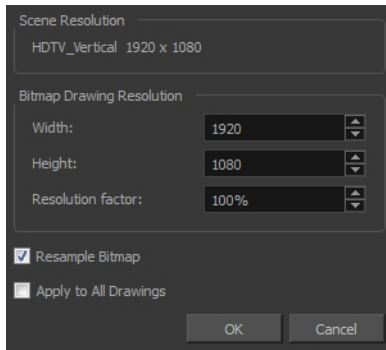 Scene Resolution
HDTV_Vertical 1920 x 1080
Bitmap Drawing Resolution
Width: 1920
Height: 1080
Resolution factor: 100%
Resample Bitmap
Apply to All Drawings
OK Cancel